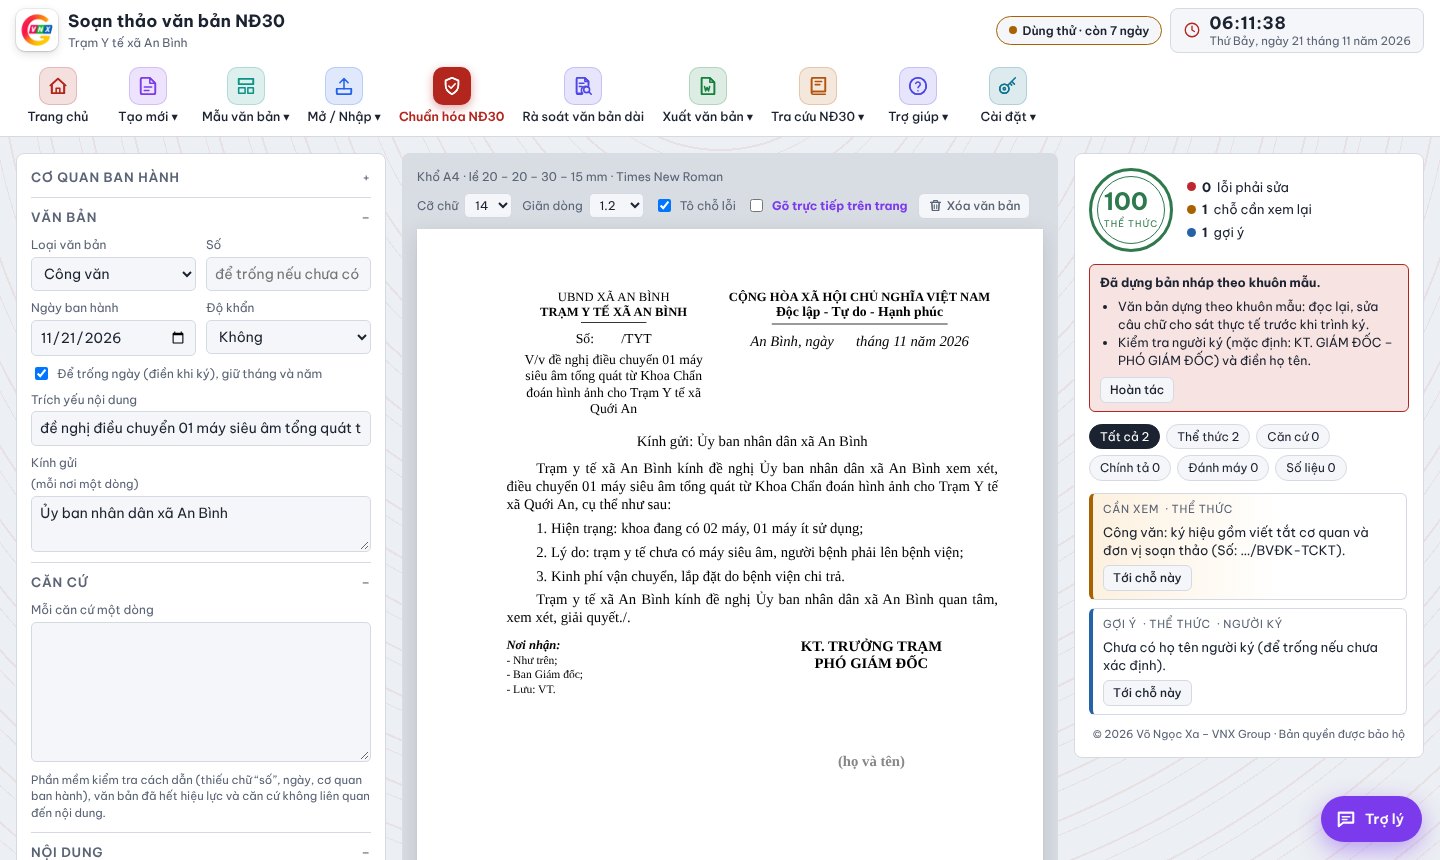 VNX
Soạn thảo văn bản NĐ30
Trạm Y tế xã An Bình
Dùng thử · còn 7 ngày
06:11:38
Thứ Bảy, ngày 21 tháng 11 năm 2026
Trang chủ
Tạo mới ▾
Mẫu văn bản ▾
Mở / Nhập ▾
Chuẩn hóa NĐ30
Rà soát văn bản dài
Xuất văn bản ▾
Tra cứu NĐ30 ▾
Trợ giúp ▾
Cài đặt ▾
CƠ QUAN BAN HÀNH +
VĂN BẢN –
Loại văn bản Số
Công văn để trống nếu chưa có
Ngày ban hành Độ khẩn
11/21/2026 Không
Để trống ngày (điền khi ký), giữ tháng và năm
Trích yếu nội dung
đề nghị điều chuyển 01 máy siêu âm tổng quát t
Kính gửi
(mỗi nơi một dòng)
Ủy ban nhân dân xã An Bình
CĂN CỨ –
Mỗi căn cứ một dòng
Phần mềm kiểm tra cách dẫn (thiếu chữ “số”, ngày, cơ quan
ban hành), văn bản đã hết hiệu lực và căn cứ không liên quan
đến nội dung.
NỘI DUNG –
Khổ A4 · lề 20 – 20 – 30 – 15 mm · Times New Roman
Cỡ chữ 14 Giãn dòng 1.2 Tô chỗ lỗi Gõ trực tiếp trên trang Xóa văn bản
UBND XÃ AN BÌNH
TRẠM Y TẾ XÃ AN BÌNH
Số: /TYT
V/v đề nghị điều chuyển 01 máy
siêu âm tổng quát từ Khoa Chẩn
đoán hình ảnh cho Trạm Y tế xã
Quới An
CỘNG HÒA XÃ HỘI CHỦ NGHĨA VIỆT NAM
Độc lập - Tự do - Hạnh phúc
An Bình, ngày tháng 11 năm 2026
Kính gửi: Ủy ban nhân dân xã An Bình
Trạm y tế xã An Bình kính đề nghị Ủy ban nhân dân xã An Bình xem xét,
điều chuyển 01 máy siêu âm tổng quát từ Khoa Chẩn đoán hình ảnh cho Trạm Y tế
xã Quới An, cụ thể như sau:
1. Hiện trạng: khoa đang có 02 máy, 01 máy ít sử dụng;
2. Lý do: trạm y tế chưa có máy siêu âm, người bệnh phải lên bệnh viện;
3. Kinh phí vận chuyển, lắp đặt do bệnh viện chi trả.
Trạm y tế xã An Bình kính đề nghị Ủy ban nhân dân xã An Bình quan tâm,
xem xét, giải quyết./.
Nơi nhận:
- Như trên;
- Ban Giám đốc;
- Lưu: VT.
KT. TRƯỞNG TRẠM
PHÓ GIÁM ĐỐC
(họ và tên)
100
THỂ THỨC
0 lỗi phải sửa
1 chỗ cần xem lại
1 gợi ý
Đã dựng bản nháp theo khuôn mẫu.
• Văn bản dựng theo khuôn mẫu: đọc lại, sửa
câu chữ cho sát thực tế trước khi trình ký.
• Kiểm tra người ký (mặc định: KT. GIÁM ĐỐC –
PHÓ GIÁM ĐỐC) và điền họ tên.
Hoàn tác
Tất cả 2 Thể thức 2 Căn cứ 0
Chính tả 0 Đánh máy 0 Số liệu 0
CẦN XEM · THỂ THỨC
Công văn: ký hiệu gồm viết tắt cơ quan và
đơn vị soạn thảo (Số: .../BVĐK-TCKT).
Tới chỗ này
GỢI Ý · THỂ THỨC · NGƯỜI KÝ
Chưa có họ tên người ký (để trống nếu chưa
xác định).
Tới chỗ này
© 2026 Võ Ngọc Xa – VNX Group · Bản quyền được bảo hộ
Trợ lý